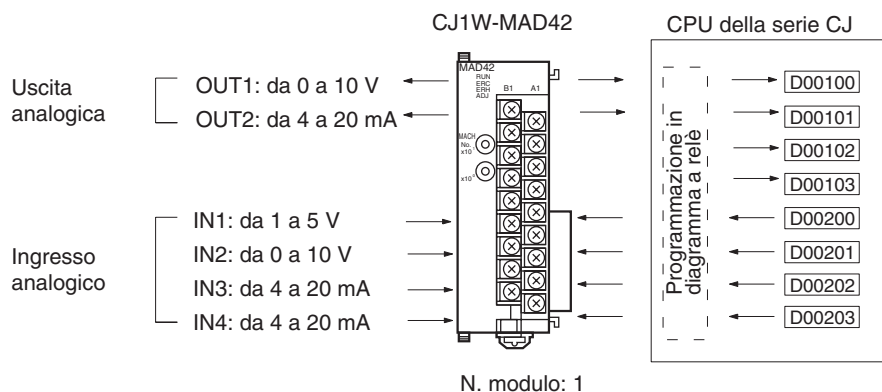 CJ1W-MAD42
CPU della serie CJ
Uscita
analogica
OUT1: da 0 a 10 V
OUT2: da 4 a 20 mA
MAD42
RUN
ERC
ERH
ADJ
B1
A1
MACH
No.
x10¹
x10⁰
Programmazione in
diagramma a relè
D00100
D00101
D00102
D00103
D00200
D00201
D00202
D00203
Ingresso
analogico
IN1: da 1 a 5 V
IN2: da 0 a 10 V
IN3: da 4 a 20 mA
IN4: da 4 a 20 mA
N. modulo: 1